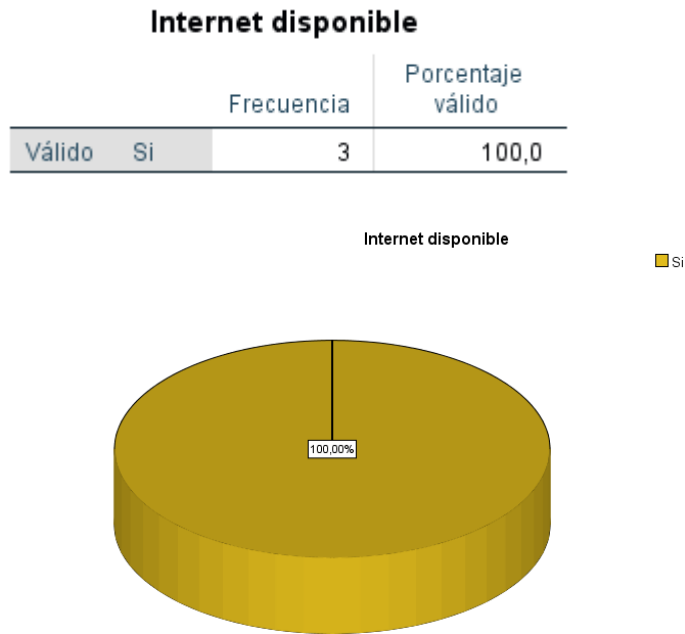 Internet disponible
Frecuencia Porcentaje válido
Válido Si 3 100,0
Internet disponible
Si
100,00%